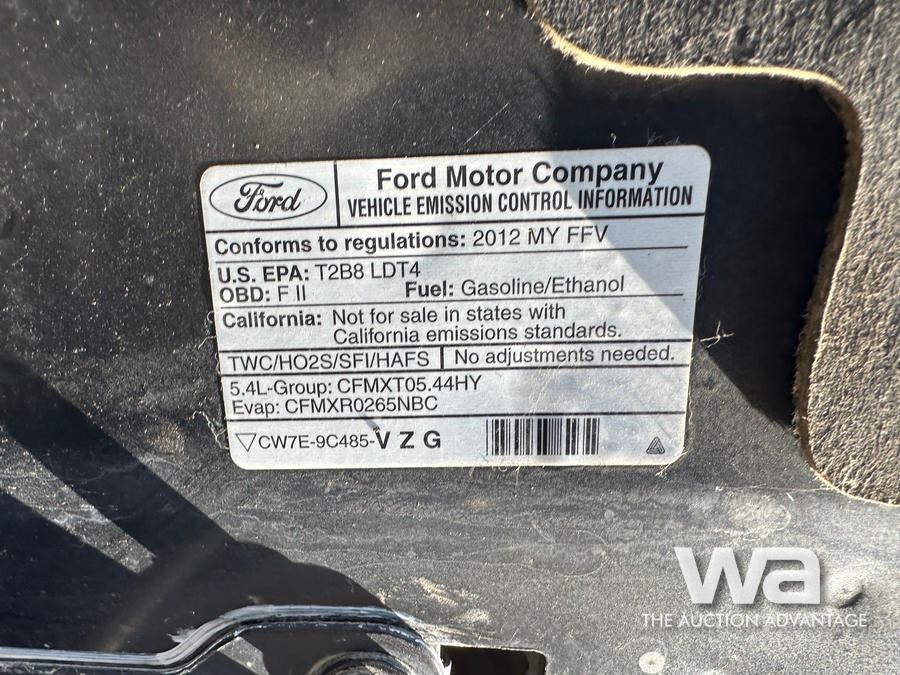 Ford
Ford Motor Company
VEHICLE EMISSION CONTROL INFORMATION
Conforms to regulations: 2012 MY FFV
U.S. EPA: T2B8 LDT4
OBD: F II Fuel: Gasoline/Ethanol
California: Not for sale in states with
California emissions standards.
TWC/HO2S/SFI/HAFS No adjustments needed.
5.4L-Group: CFMXT05.44HY
Evap: CFMXR0265NBC
CW7E-9C485-V Z G
wa
THE AUCTION ADVANTAGE